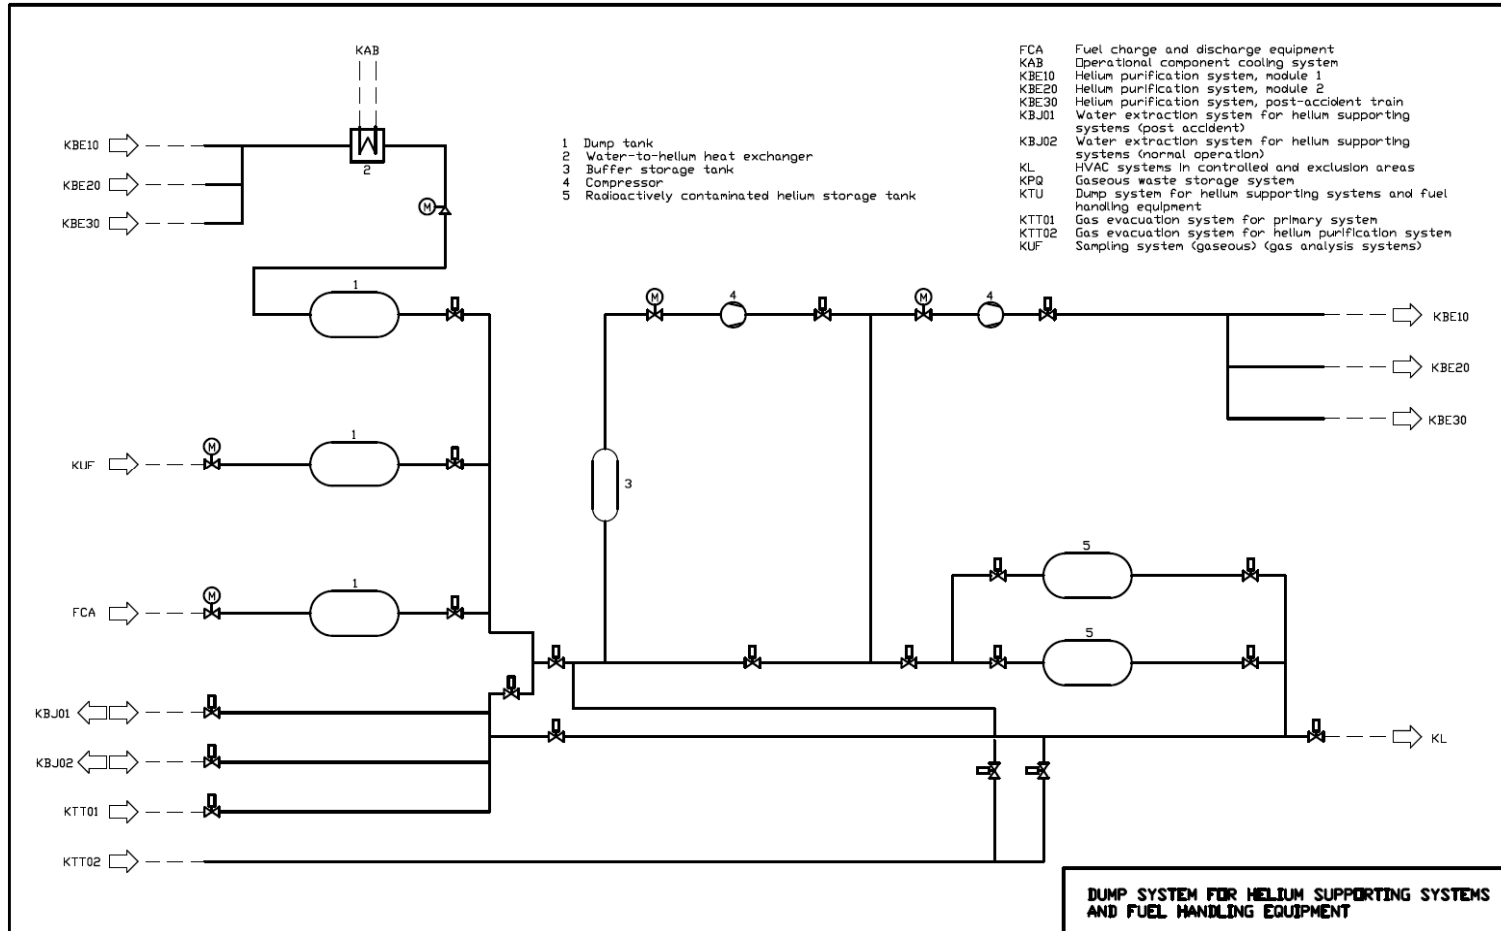 KAB
FCA Fuel charge and discharge equipment
KAB Operational component cooling system
KBE10 Helium purification system, module 1
KBE20 Helium purification system, module 2
KBE30 Helium purification system, post-accident train
KBJ01 Water extraction system for helium supporting
systems (post accident)
KBJ02 Water extraction system for helium supporting
systems (normal operation)
KL HVAC systems in controlled and exclusion areas
KPQ Gaseous waste storage system
KTU Dump system for helium supporting systems and fuel
handling equipment
KTT01 Gas evacuation system for primary system
KTT02 Gas evacuation system for helium purification system
KUF Sampling system (gaseous) (gas analysis systems)
1 Dump tank
2 Water-to-helium heat exchanger
3 Buffer storage tank
4 Compressor
5 Radioactively contaminated helium storage tank
KBE10
2
KBE20
M
KBE30
1
M
4
M
4
KBE10
KBE20
KBE30
1
M
KUF
3
1
M
FCA
5
5
KBJ01
KBJ02
KL
KTT01
KTT02
DUMP SYSTEM FOR HELIUM SUPPORTING SYSTEMS
AND FUEL HANDLING EQUIPMENT